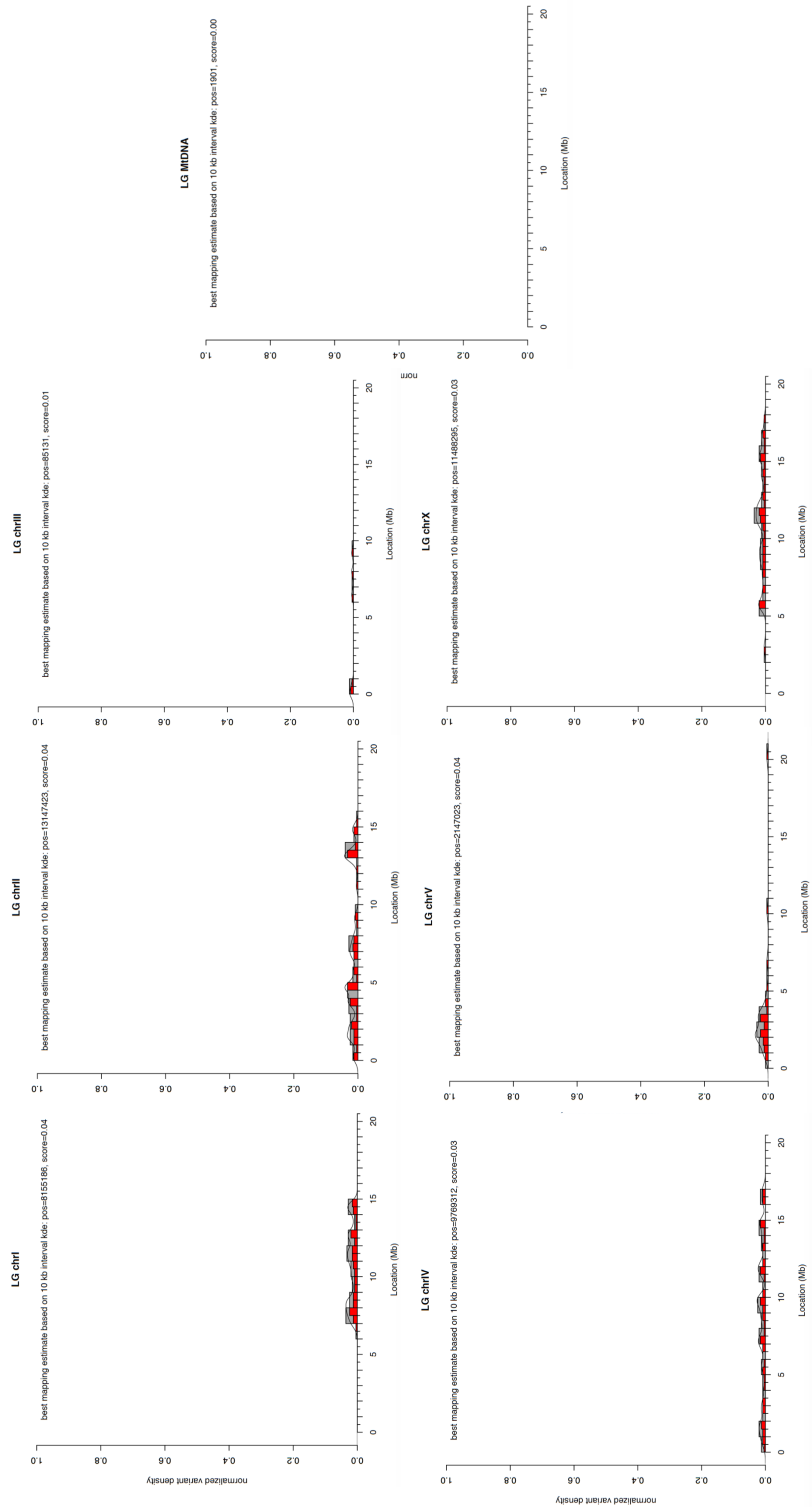 LG chrI
best mapping estimate based on 10 kb interval kde: pos=8155186, score=0.04
normalized variant density
1.0
0.8
0.6
0.4
0.2
0.0
0 5 10 15 20
Location (Mb)
LG chrII
best mapping estimate based on 10 kb interval kde: pos=13147423, score=0.04
1.0
0.8
0.6
0.4
0.2
0.0
0 5 10 15 20
Location (Mb)
LG chrIII
best mapping estimate based on 10 kb interval kde: pos=85131, score=0.01
1.0
0.8
0.6
0.4
0.2
0.0
0 5 10 15 20
Location (Mb)
LG MtDNA
best mapping estimate based on 10 kb interval kde: pos=1901, score=0.00
norm
1.0
0.8
0.6
0.4
0.2
0.0
0 5 10 15 20
Location (Mb)
LG chrIV
best mapping estimate based on 10 kb interval kde: pos=9769312, score=0.03
normalized variant density
1.0
0.8
0.6
0.4
0.2
0.0
0 5 10 15 20
Location (Mb)
LG chrV
best mapping estimate based on 10 kb interval kde: pos=2147023, score=0.04
1.0
0.8
0.6
0.4
0.2
0.0
0 5 10 15 20
Location (Mb)
LG chrX
best mapping estimate based on 10 kb interval kde: pos=11488295, score=0.03
1.0
0.8
0.6
0.4
0.2
0.0
0 5 10 15 20
Location (Mb)